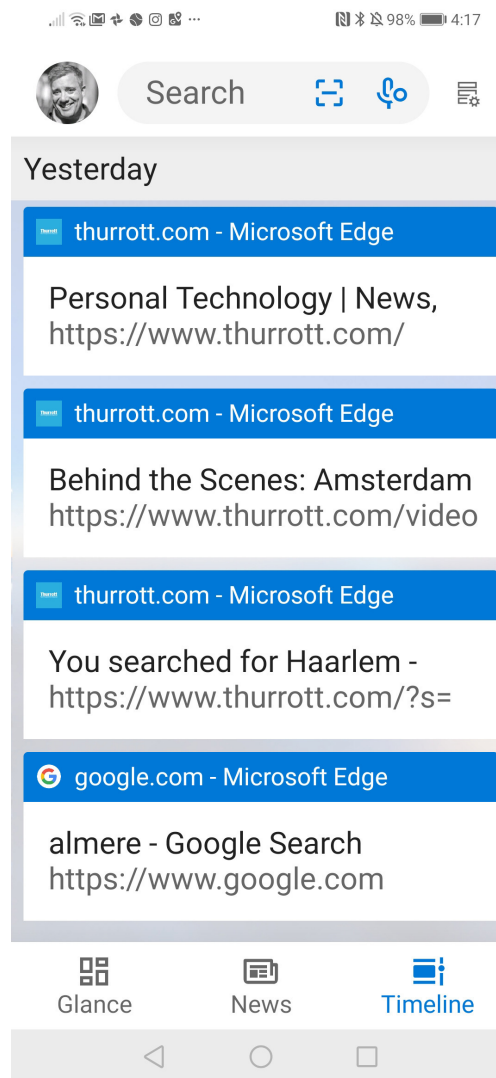 98% 4:17
Search
Yesterday
thurrott.com - Microsoft Edge
Personal Technology | News,
https://www.thurrott.com/
thurrott.com - Microsoft Edge
Behind the Scenes: Amsterdam
https://www.thurrott.com/video
thurrott.com - Microsoft Edge
You searched for Haarlem -
https://www.thurrott.com/?s=
google.com - Microsoft Edge
almere - Google Search
https://www.google.com
Glance News Timeline